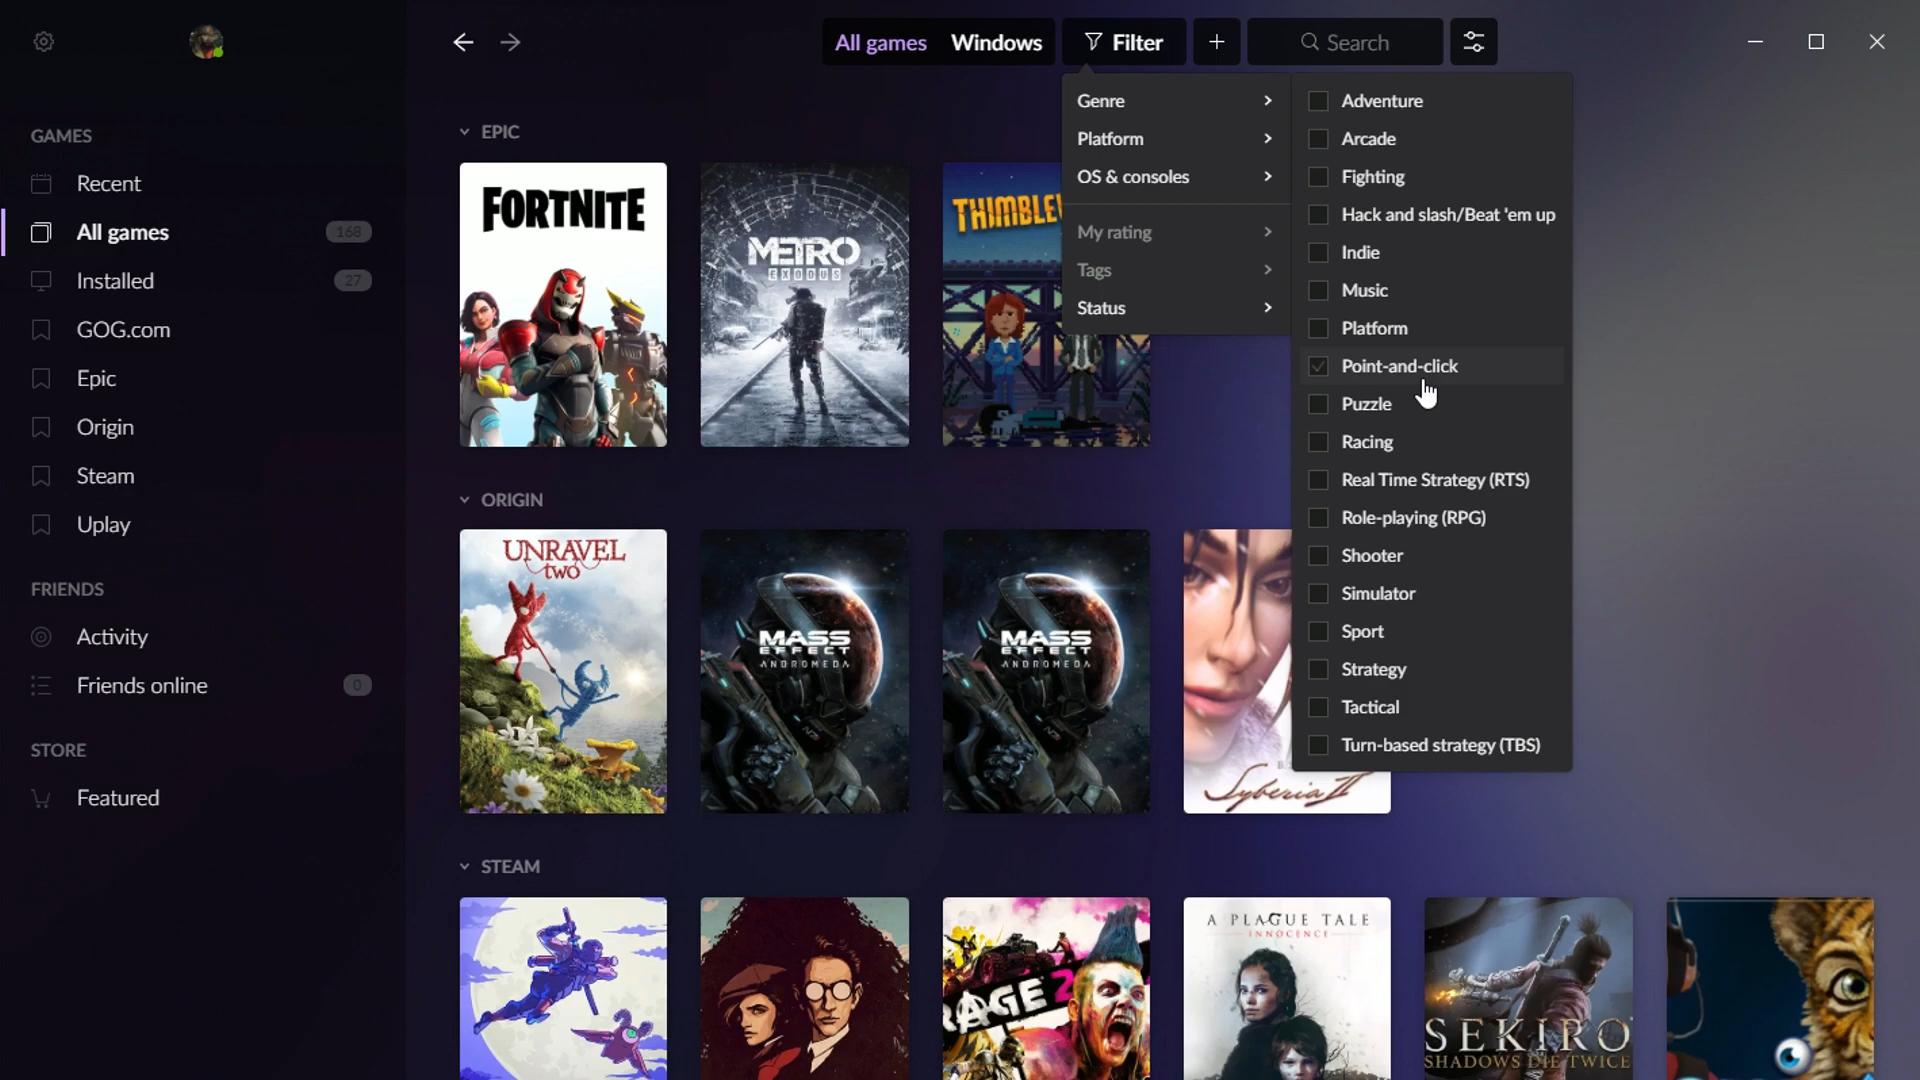 All games Windows Filter + Search
GAMES
Recent
All games 168
Installed 27
GOG.com
Epic
Origin
Steam
Uplay
FRIENDS
Activity
Friends online 0
STORE
Featured
Genre
Platform
OS & consoles
My rating
Tags
Status
Adventure
Arcade
Fighting
Hack and slash/Beat 'em up
Indie
Music
Platform
Point-and-click
Puzzle
Racing
Real Time Strategy (RTS)
Role-playing (RPG)
Shooter
Simulator
Sport
Strategy
Tactical
Turn-based strategy (TBS)
EPIC
FORTNITE
METRO
EXODUS
ORIGIN
UNRAVEL
TWO
MASS
EFFECT
ANDROMEDA
MASS
EFFECT
ANDROMEDA
Syberia II
STEAM
RAGE 2
A PLAGUE TALE
INNOCENCE
SEKIRO
SHADOWS DIE TWICE